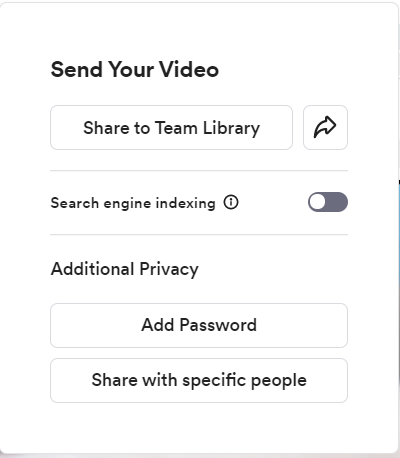 Send Your Video
Share to Team Library
Search engine indexing
Additional Privacy
Add Password
Share with specific people